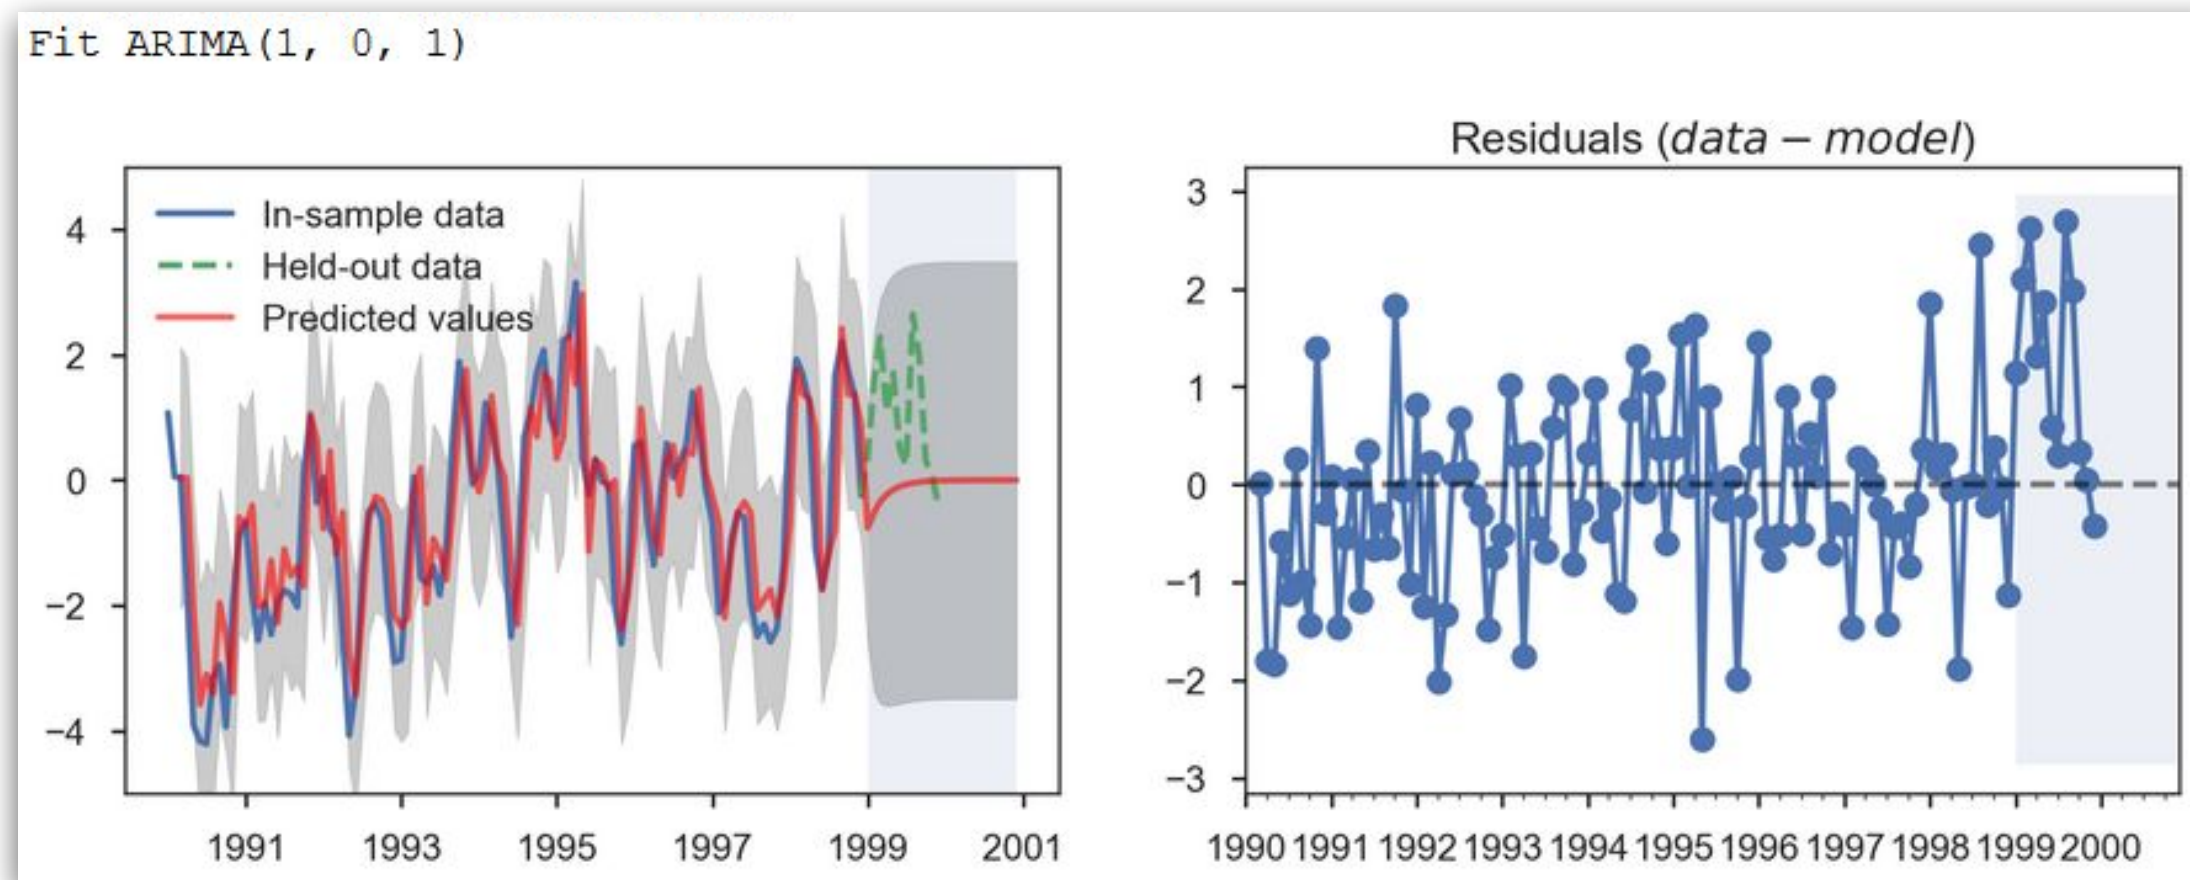 Fit ARIMA(1, 0, 1)
In-sample data
Held-out data
Predicted values
4
2
0
−2
−4
1991 1993 1995 1997 1999 2001
Residuals (data − model)
3
2
1
0
−1
−2
−3
1990 1991 1992 1993 1994 1995 1996 1997 1998 1999 2000